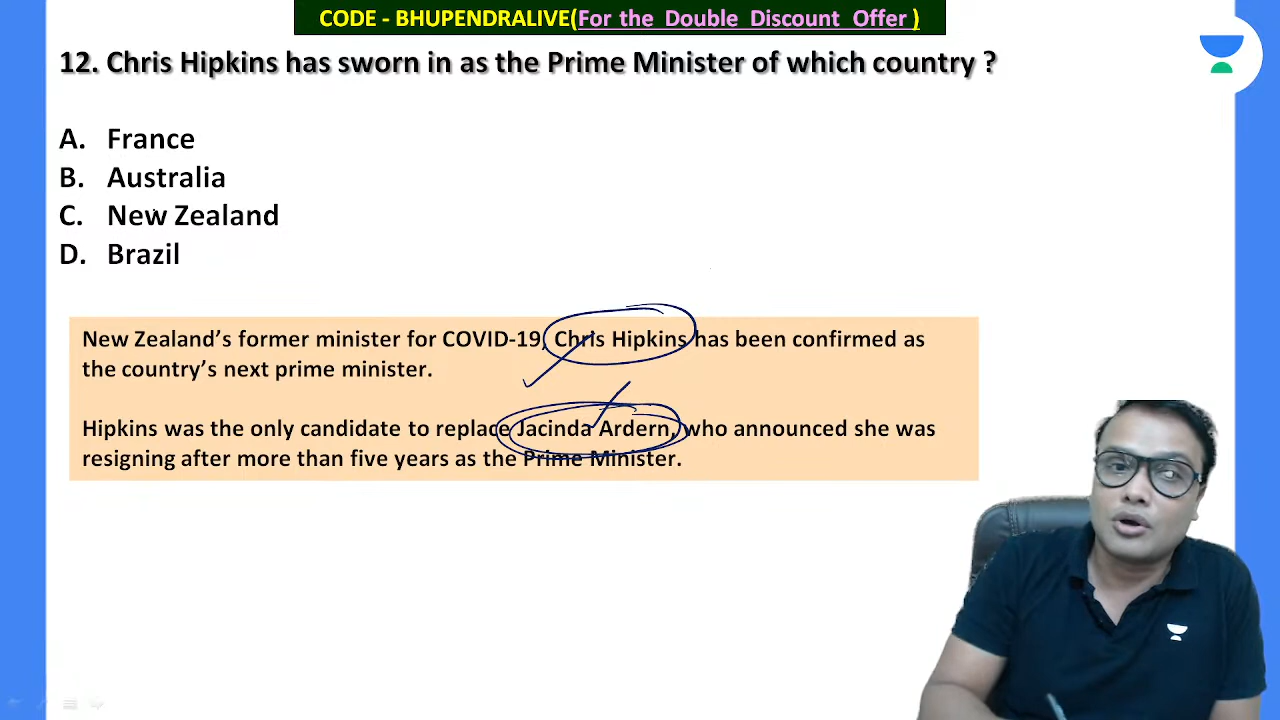 CODE - BHUPENDRALIVE(For the Double Discount Offer )
12. Chris Hipkins has sworn in as the Prime Minister of which country ?
A. France
B. Australia
C. New Zealand
D. Brazil
New Zealand's former minister for COVID-19, Chris Hipkins has been confirmed as
the country's next prime minister.
Hipkins was the only candidate to replace Jacinda Ardern, who announced she was
resigning after more than five years as the Prime Minister.